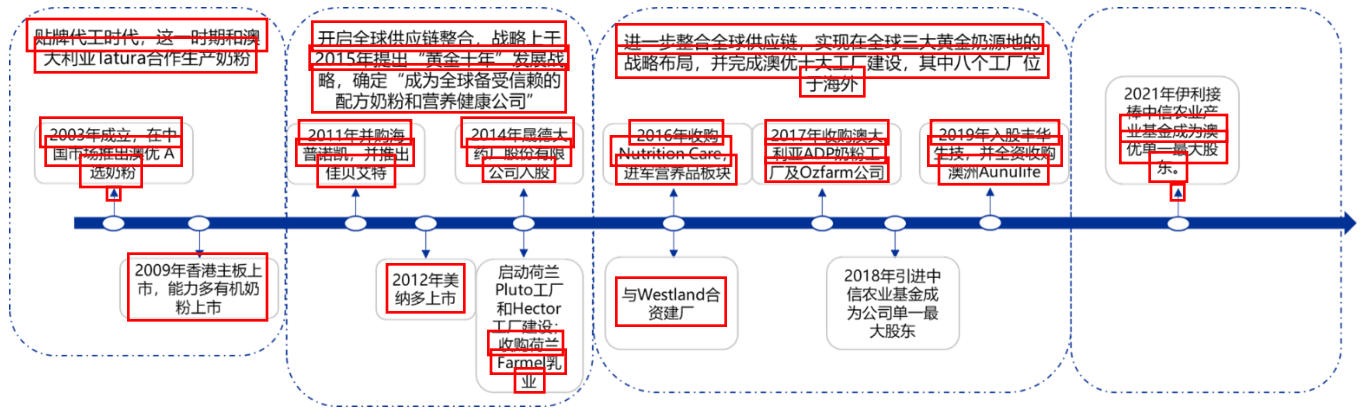 贴牌代工时代，这一时期和澳
大利亚Tatura合作生产奶粉
开启全球供应链整合，战略上于
2015年提出“黄金十年”发展战
略，确定“成为全球备受信赖的
配方奶粉和营养健康公司”
进一步整合全球供应链，实现在全球三大黄金奶源地的
战略布局，并完成澳优十大工厂建设，其中八个工厂位
于海外
2003年成立，在中
国市场推出澳优 A
选奶粉
2011年并购海
普诺凯，并推出
佳贝艾特
2014年晟德大
药厂股份有限
公司入股
2016年收购
Nutrition Care，
进军营养品板块
2017年收购澳大
利亚ADP奶粉工
厂及Ozfarm公司
2019年入股丰华
生技，并全资收购
澳洲Aunulife
2021年伊利接
棒中信农业产
业基金成为澳
优单一最大股
东。
2009年香港主板上
市，能力多有机奶
粉上市
2012年美
纳多上市
启动荷兰
Pluto工厂
和Hector
工厂建设；
收购荷兰
Farmel乳
业
与Westland合
资建厂
2018年引进中
信农业基金成
为公司单一最
大股东